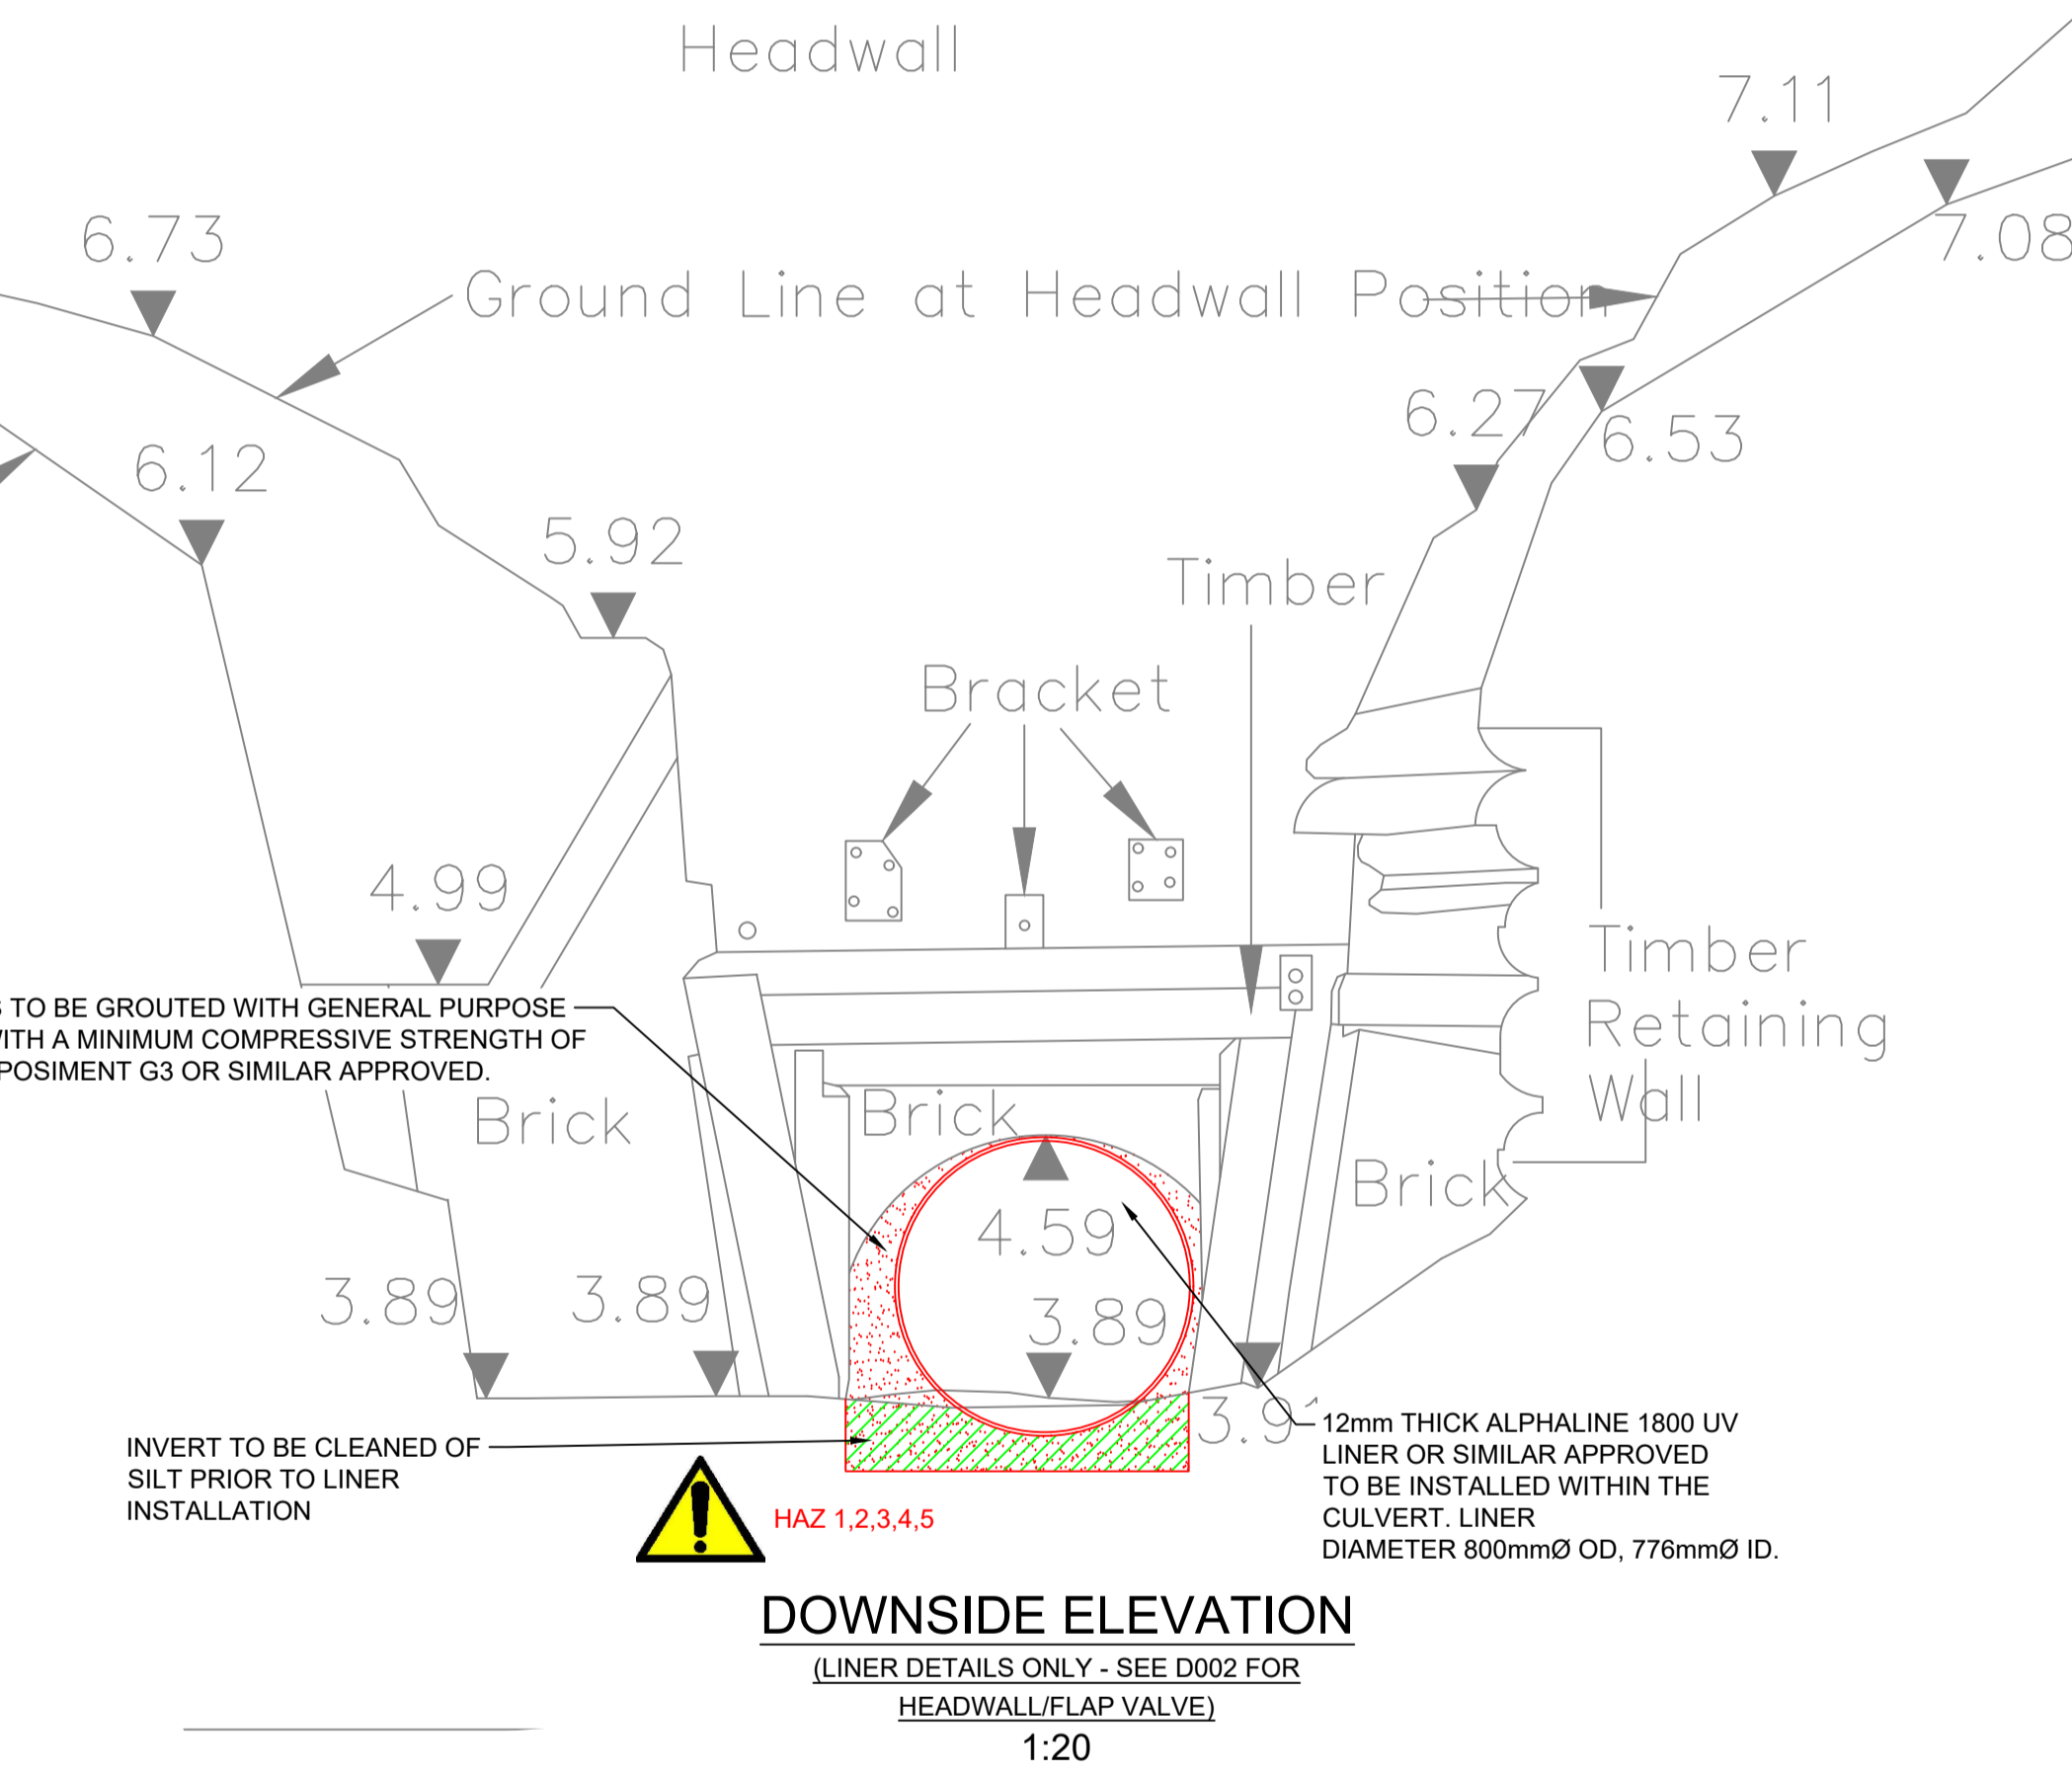 Headwall
7.11
6.73
7.08
Ground Line at Headwall Position
6.27
6.53
6.12
5.92
Timber
Bracket
4.99
Timber
Retaining
Wall
TO BE GROUTED WITH GENERAL PURPOSE
WITH A MINIMUM COMPRESSIVE STRENGTH OF
POSIMENT G3 OR SIMILAR APPROVED.
Brick
Brick
Brick
4.59
3.89
3.89
3.89
3.91
INVERT TO BE CLEANED OF
SILT PRIOR TO LINER
INSTALLATION
HAZ 1,2,3,4,5
12mm THICK ALPHALINE 1800 UV
LINER OR SIMILAR APPROVED
TO BE INSTALLED WITHIN THE
CULVERT. LINER
DIAMETER 800mmØ OD, 776mmØ ID.
DOWNSIDE ELEVATION
(LINER DETAILS ONLY - SEE D002 FOR
HEADWALL/FLAP VALVE)
1:20